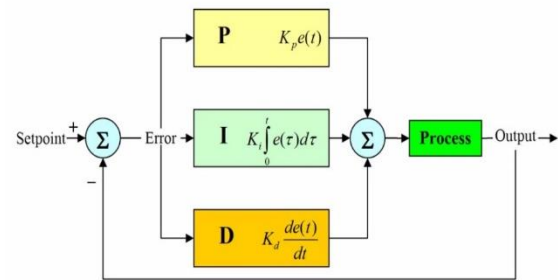 P K_p e(t)
+
Setpoint Σ Error I K_i ∫_0^t e(τ)dτ Σ Process Output
−
D K_d de(t)/dt